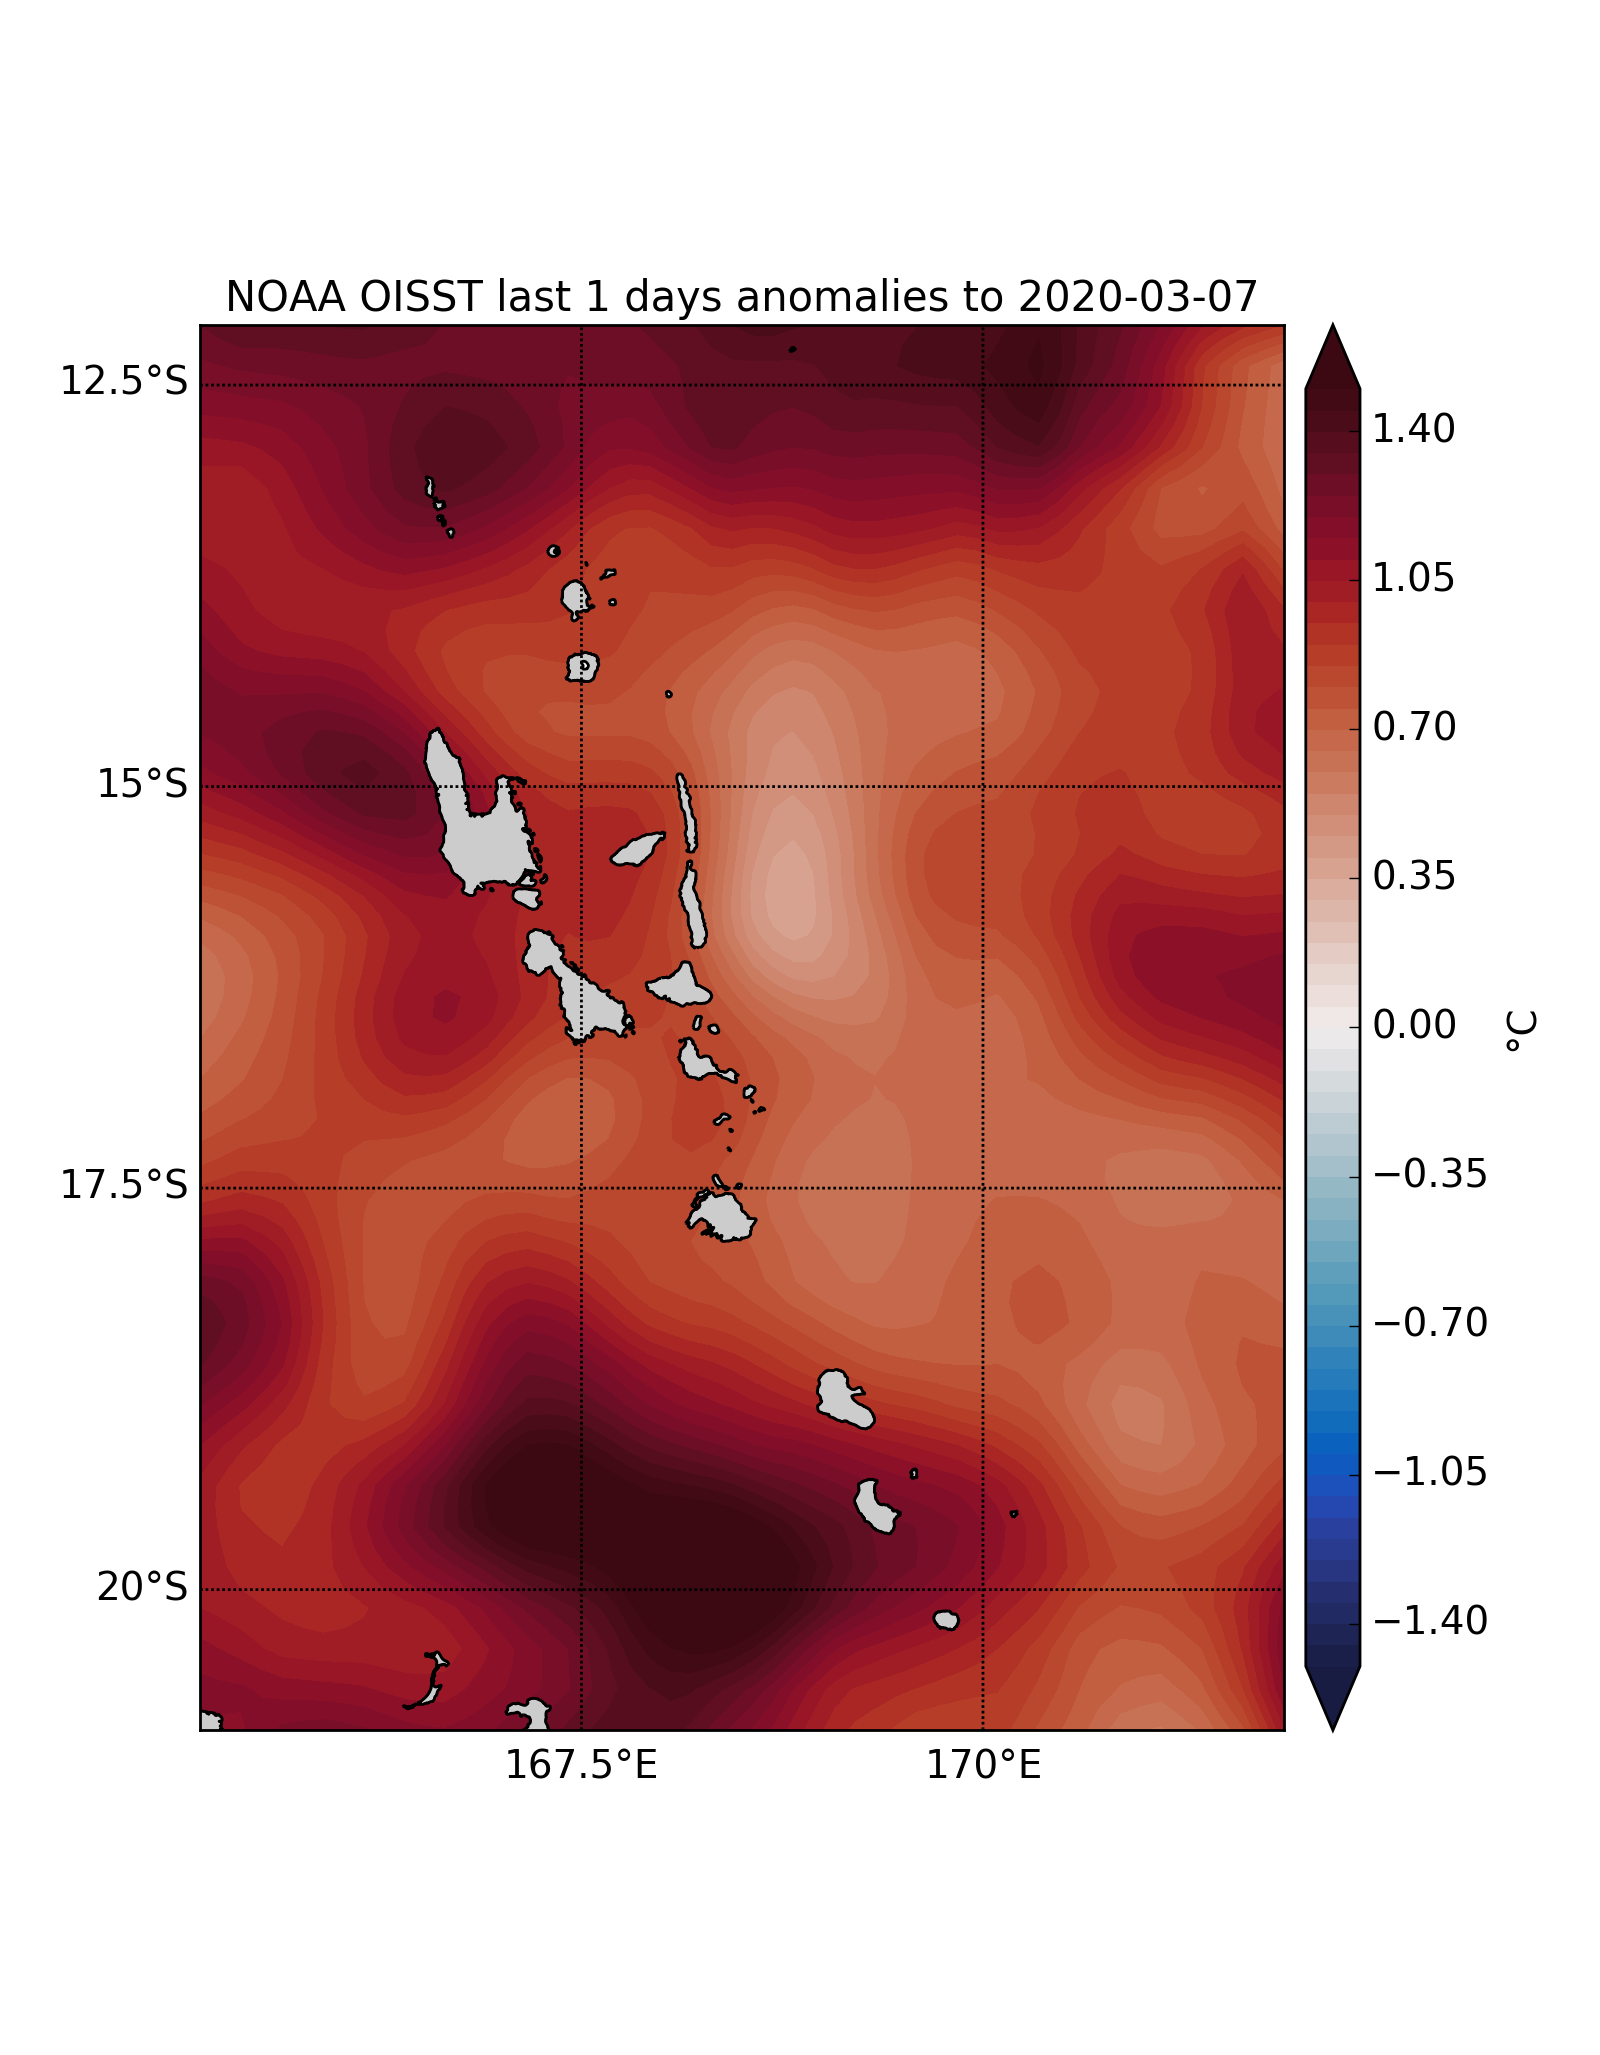 NOAA OISST last 1 days anomalies to 2020-03-07
12.5°S
15°S
17.5°S
20°S
167.5°E
170°E
1.40
1.05
0.70
0.35
0.00
−0.35
−0.70
−1.05
−1.40
°C